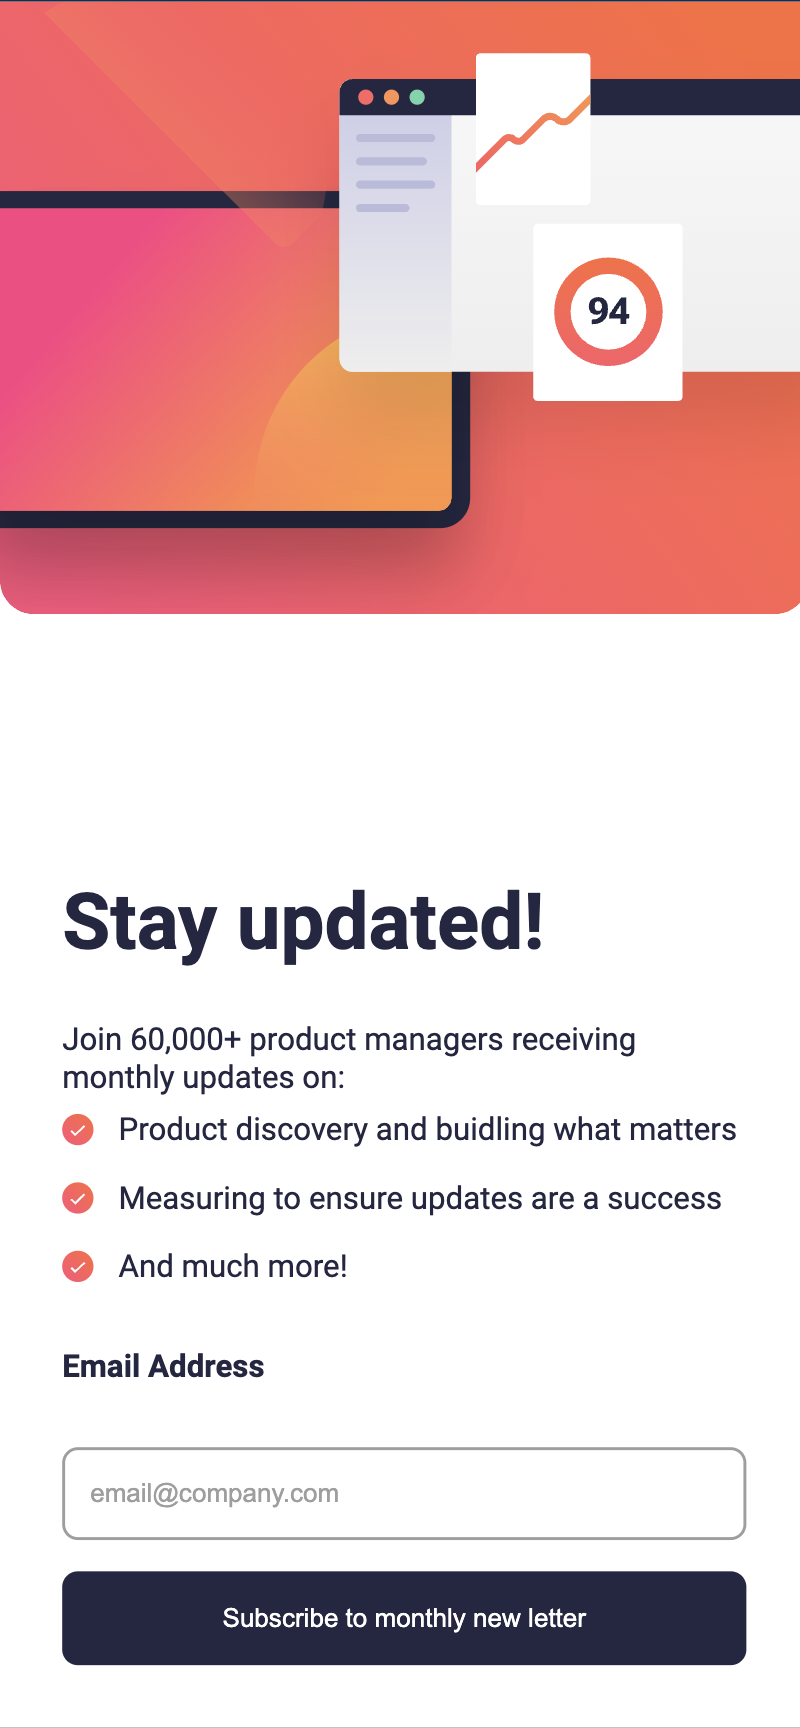 94
Stay updated!
Join 60,000+ product managers receiving
monthly updates on:
Product discovery and buidling what matters
Measuring to ensure updates are a success
And much more!
Email Address
email@company.com
Subscribe to monthly new letter